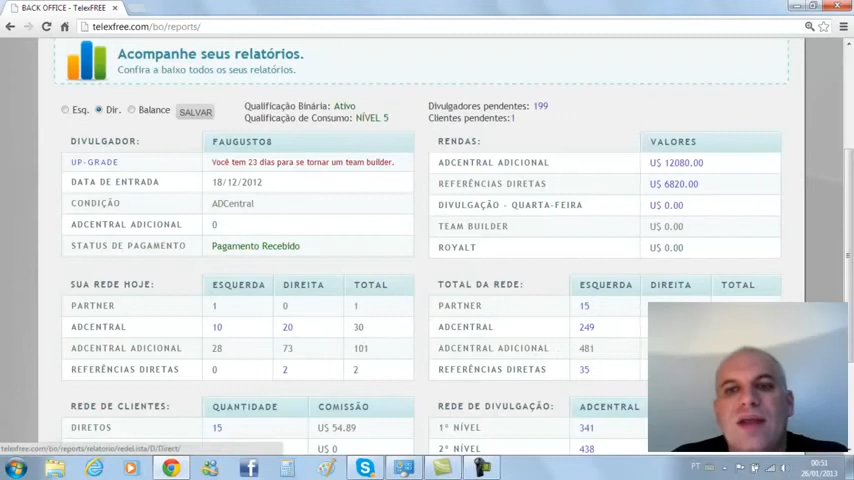 BACK OFFICE - TelexFREE
telexfree.com/bo/reports/
Acompanhe seus relatórios.
Confira a baixo todos os seus relatórios.
Esq. Dir. Balance SALVAR
Qualificação Binária: Ativo
Qualificação de Consumo: NÍVEL 5
Divulgadores pendentes: 199
Clientes pendentes:1
DIVULGADOR: FAUGUSTO8
UP-GRADE Você tem 23 dias para se tornar um team builder.
DATA DE ENTRADA 18/12/2012
CONDIÇÃO ADCentral
ADCENTRAL ADICIONAL 0
STATUS DE PAGAMENTO Pagamento Recebido
RENDAS: VALORES
ADCENTRAL ADICIONAL U$ 12080.00
REFERÊNCIAS DIRETAS U$ 6820.00
DIVULGAÇÃO - QUARTA-FEIRA U$ 0.00
TEAM BUILDER U$ 0.00
ROYALT U$ 0.00
SUA REDE HOJE: ESQUERDA DIREITA TOTAL
PARTNER 1 0 1
ADCENTRAL 10 20 30
ADCENTRAL ADICIONAL 28 73 101
REFERÊNCIAS DIRETAS 0 2 2
TOTAL DA REDE: ESQUERDA DIREITA TOTAL
PARTNER 15
ADCENTRAL 249
ADCENTRAL ADICIONAL 481
REFERÊNCIAS DIRETAS 35
REDE DE CLIENTES: QUANTIDADE COMISSÃO
DIRETOS 15 U$ 54.89
U$ 0
REDE DE DIVULGAÇÃO: ADCENTRAL
1º NÍVEL 341
2º NÍVEL 438
telexfree.com/bo/reports/relatorio/redeLista/D/Direct/
PT
00:51
26/01/2013